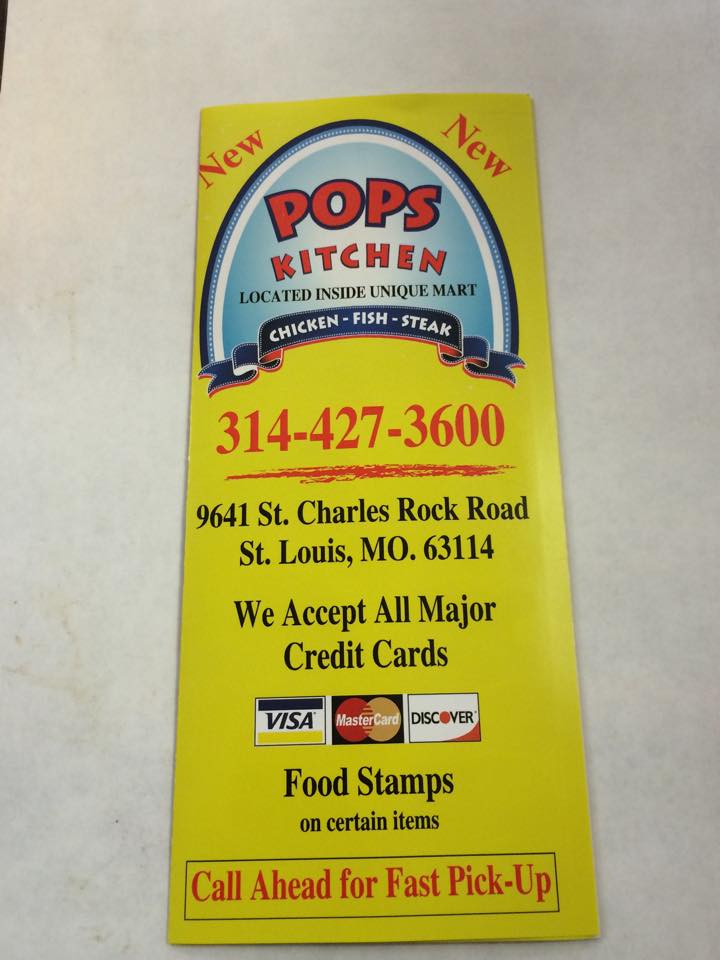 New New
POPS
KITCHEN
LOCATED INSIDE UNIQUE MART
CHICKEN - FISH - STEAK
314-427-3600
9641 St. Charles Rock Road
St. Louis, MO. 63114
We Accept All Major
Credit Cards
VISA MasterCard DISCOVER
Food Stamps
on certain items
Call Ahead for Fast Pick-Up